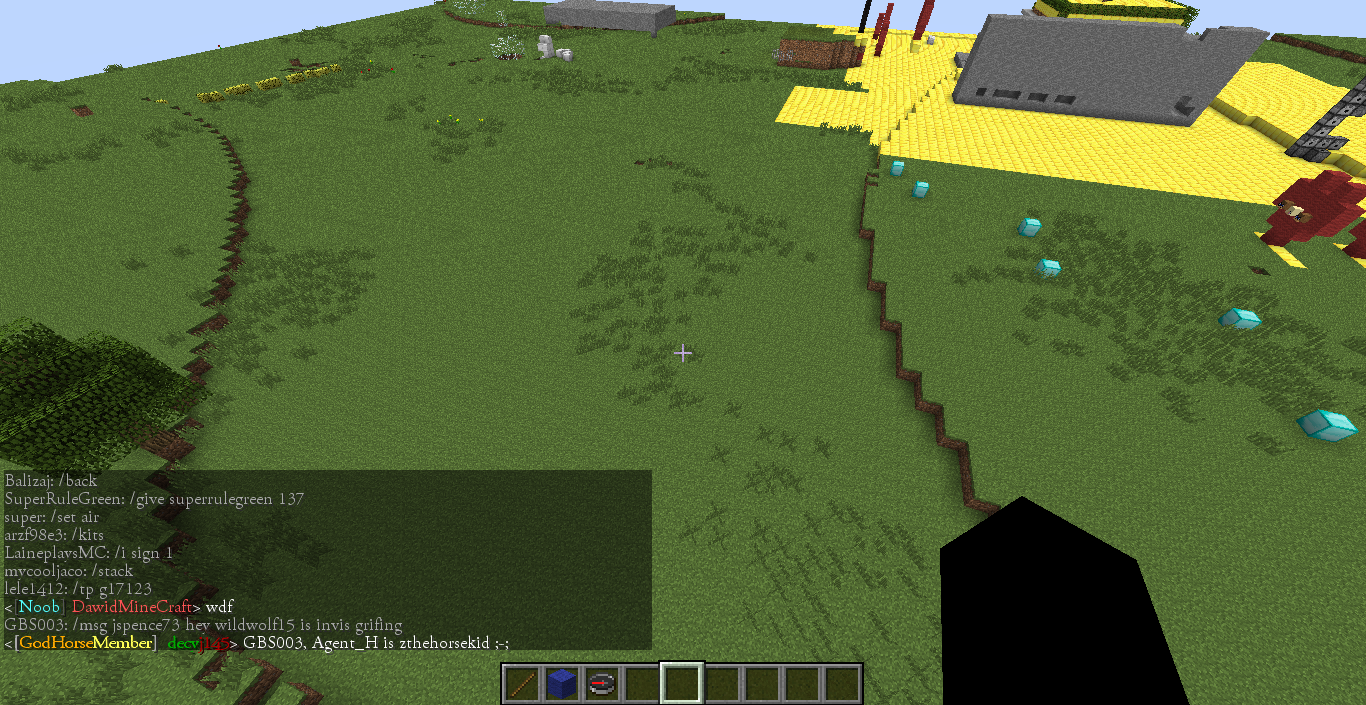 Balizaj: /back
SuperRuleGreen: /give superrulegreen 137
super: /set air
arzf98e3: /kits
LaineplaysMC: /i sign 1
mycooljaco: /stack
lele1412: /tp g17123
<[Noob] DawidMineCraft> wdf
GBS003: /msg jspence73 hey wildwolf15 is invis grifing
<[GodHorseMember] decvj145> GBS003, Agent_H is zthehorsekid ;-;